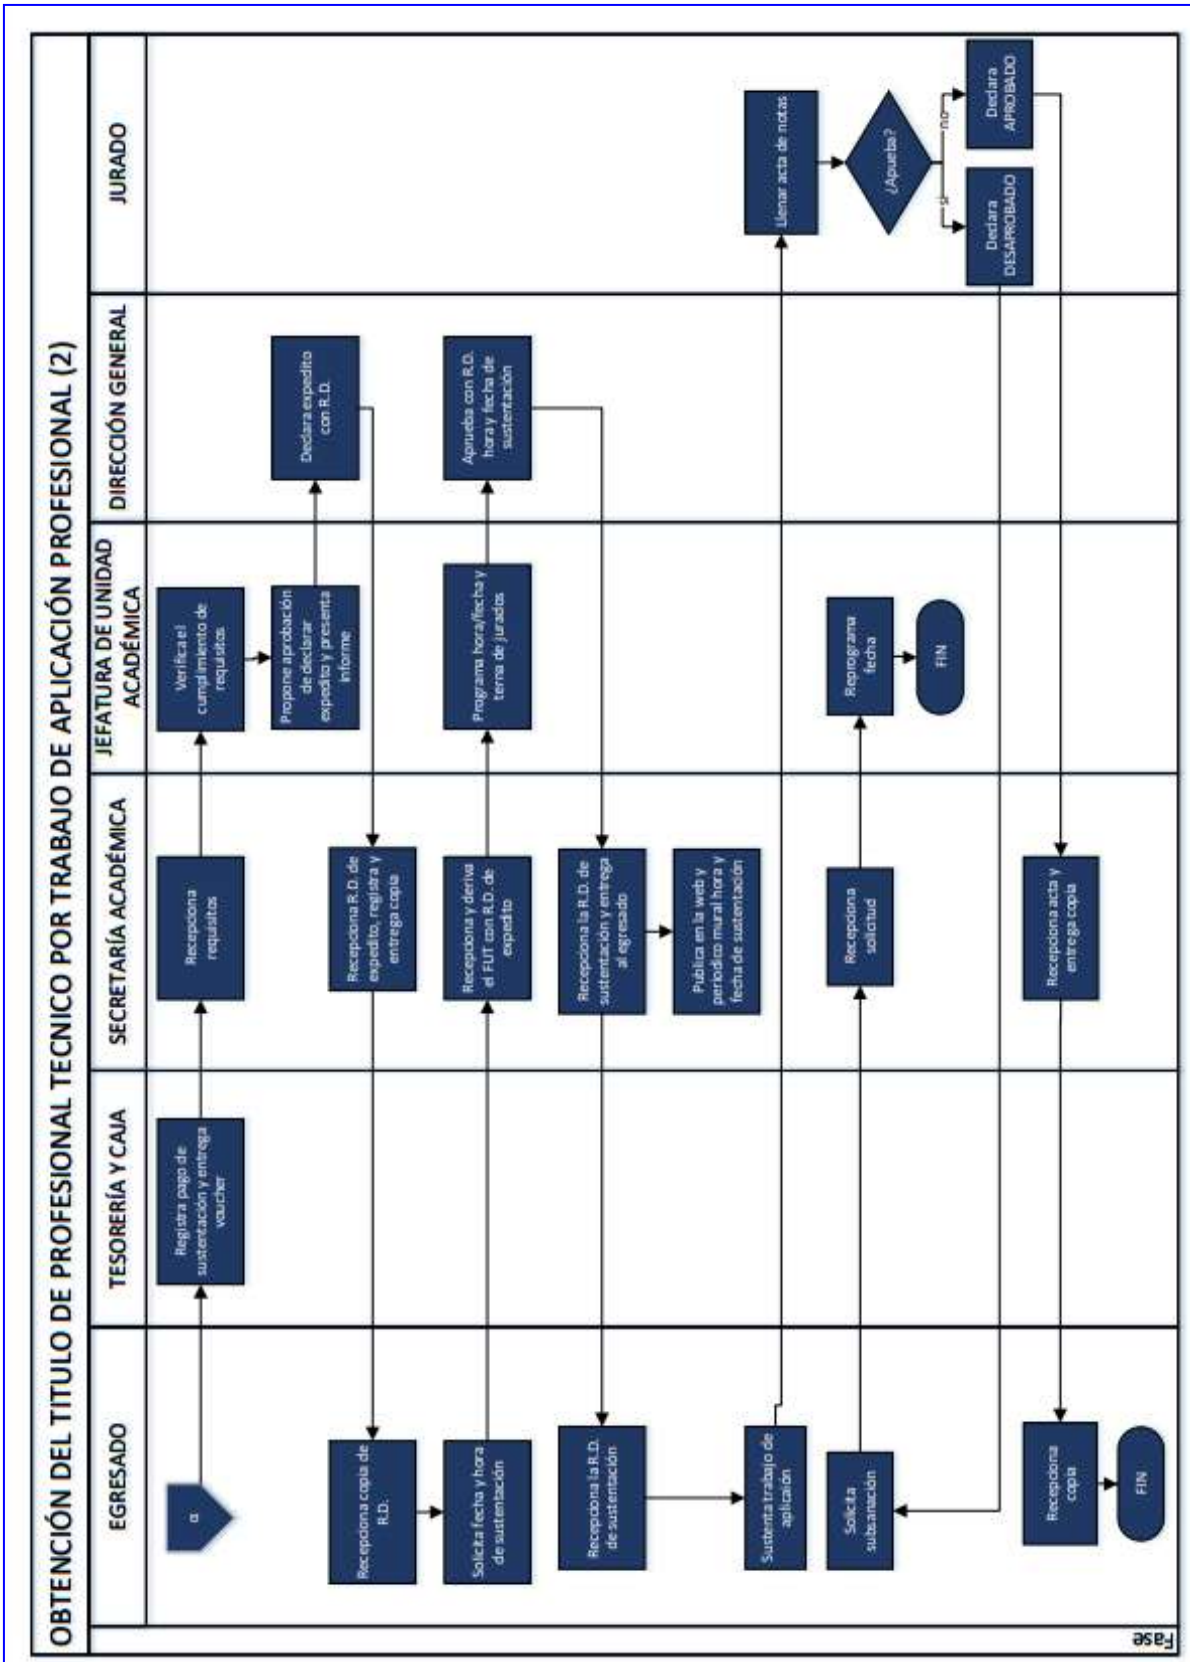 OBTENCIÓN DEL TITULO DE PROFESIONAL TECNICO POR TRABAJO DE APLICACIÓN PROFESIONAL (2)
EGRESADO
TESORERÍA Y CAJA
SECRETARÍA ACADÉMICA
JEFATURA DE UNIDAD
ACADÉMICA
DIRECCIÓN GENERAL
JURADO
Registra pago de
sustentación y entrega
voucher
Recepciona
requisitos
Verifica el
cumplimiento de
requisitos
Propone aprobación
de declarar
expedito y presenta
informe
Declara expedito
con R.D.
Recepciona R.D. de
expedito, registra y
entrega copia
Recepciona copia de
R.D.
Solicita fecha y hora
de sustentación
Recepciona y deriva
el FUT con R.D. de
expedito
Programa hora/fecha y
terna de jurados
Aprueba con R.D.
hora y fecha de
sustentación
Recepciona la R.D. de
sustentación y entrega
al egresado
Publica en la web y
periodico mural hora y
fecha de sustentación
Recepciona la R.D.
de sustentación
Sustenta trabajo de
aplicaión
Llenar acta de notas
¿Apueba?
si
no
Declara
DESAPROBADO
Declara
APROBADO
Solicita
subsanación
Recepciona
solicitud
Reprograma
fecha
FIN
Recepciona acta y
entrega copia
Recepciona
copia
FIN
Fase